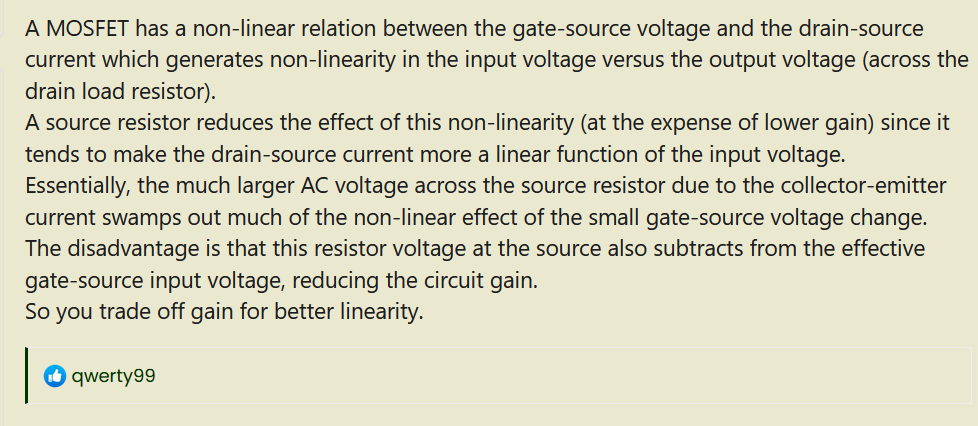 A MOSFET has a non-linear relation between the gate-source voltage and the drain-source
current which generates non-linearity in the input voltage versus the output voltage (across the
drain load resistor).
A source resistor reduces the effect of this non-linearity (at the expense of lower gain) since it
tends to make the drain-source current more a linear function of the input voltage.
Essentially, the much larger AC voltage across the source resistor due to the collector-emitter
current swamps out much of the non-linear effect of the small gate-source voltage change.
The disadvantage is that this resistor voltage at the source also subtracts from the effective
gate-source input voltage, reducing the circuit gain.
So you trade off gain for better linearity.
qwerty99